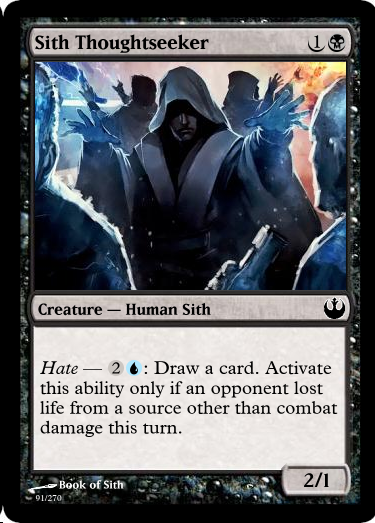 Sith Thoughtseeker 1
Creature — Human Sith
Hate — 2: Draw a card. Activate
this ability only if an opponent lost
life from a source other than combat
damage this turn.
2/1
Book of Sith
91/270